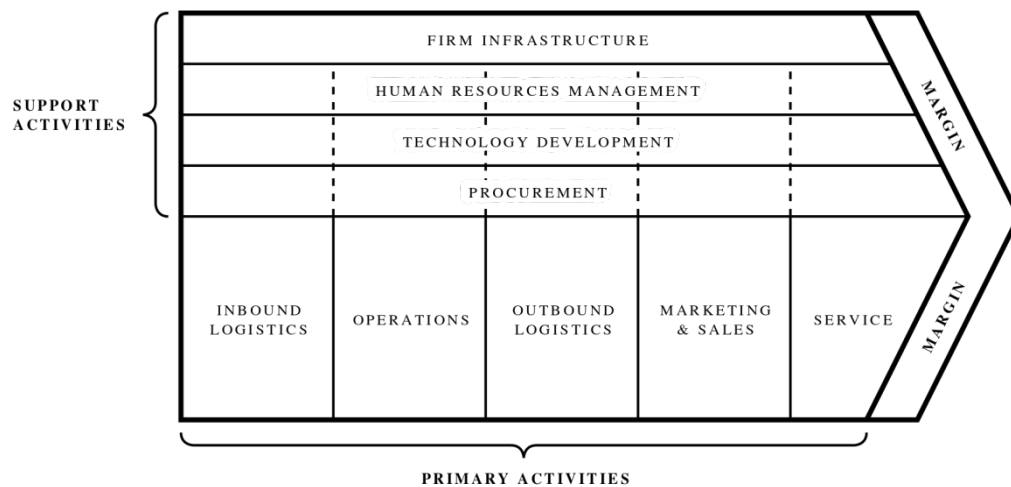 FIRM INFRASTRUCTURE
HUMAN RESOURCES MANAGEMENT
TECHNOLOGY DEVELOPMENT
PROCUREMENT
SUPPORT
ACTIVITIES
MARGIN
INBOUND
LOGISTICS
OPERATIONS
OUTBOUND
LOGISTICS
MARKETING
& SALES
SERVICE
MARGIN
PRIMARY ACTIVITIES